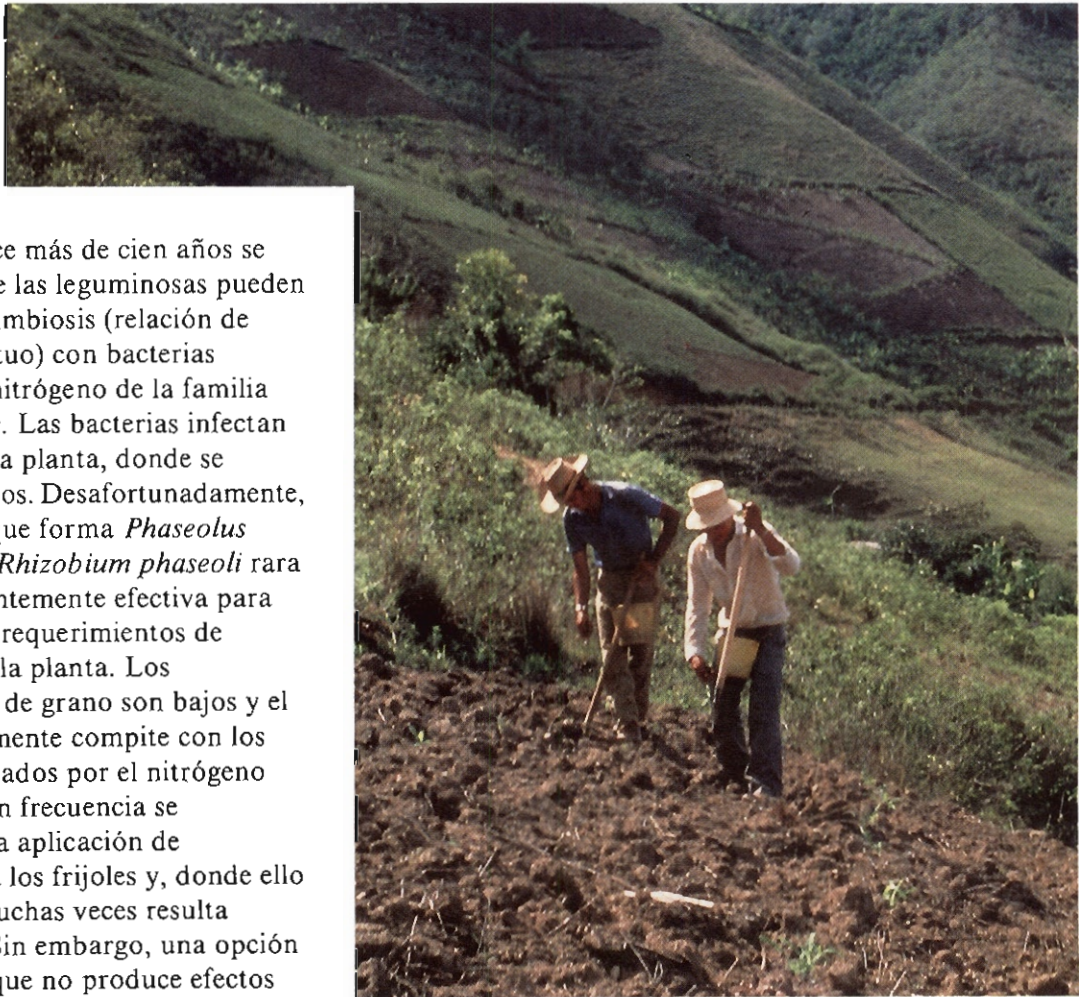 ce más de cien años se
e las leguminosas pueden
mbiosis (relación de
uo) con bacterias
nitrógeno de la familia
. Las bacterias infectan
a planta, donde se
os. Desafortunadamente,
ue forma Phaseolus
Rhizobium phaseoli rara
ntemente efectiva para
requerimientos de
la planta. Los
de grano son bajos y el
mente compite con los
ados por el nitrógeno
n frecuencia se
a aplicación de
los frijoles y, donde ello
uchas veces resulta
Sin embargo, una opción
que no produce efectos